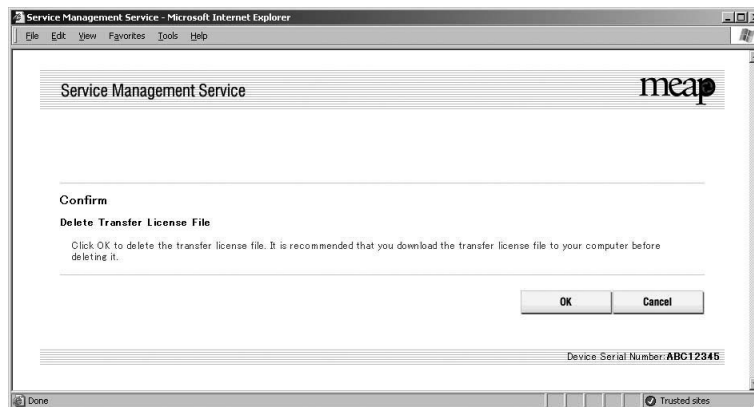 Service Management Service - Microsoft Internet Explorer
File Edit View Favorites Tools Help
Service Management Service
meap
Confirm
Delete Transfer License File
Click OK to delete the transfer license file. It is recommended that you download the transfer license file to your computer before
deleting it.
OK Cancel
Device Serial Number:ABC12345
Done Trusted sites